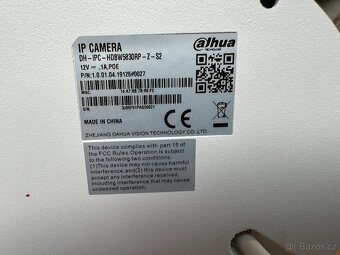 IP CAMERA
alhua
DH-IPC-HDBW5830RP-Z-S2
12V⎓,1A,POE
P/N:1.0.01.04.19126#0027
MAC:
MADE IN CHINA
CE
ZHEJIANG DAHUA VISION TECHNOLOGY CO., LTD
This device complies with part 15 of
the FCC Rules. Operation is subject
to the following conditions:
(1)This device may not cause harmful
interference, and
(2)This device must accept any
interference received, including
interference that may cause
undesired operation.
bazos.cz